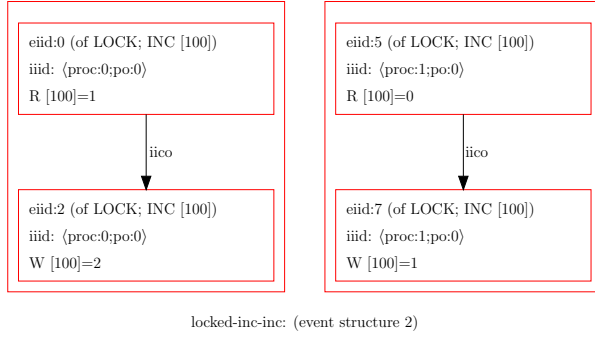 eiid:0 (of LOCK; INC [100])
iiid: ⟨proc:0;po:0⟩
R [100]=1
iico
eiid:2 (of LOCK; INC [100])
iiid: ⟨proc:0;po:0⟩
W [100]=2
eiid:5 (of LOCK; INC [100])
iiid: ⟨proc:1;po:0⟩
R [100]=0
iico
eiid:7 (of LOCK; INC [100])
iiid: ⟨proc:1;po:0⟩
W [100]=1
locked-inc-inc: (event structure 2)